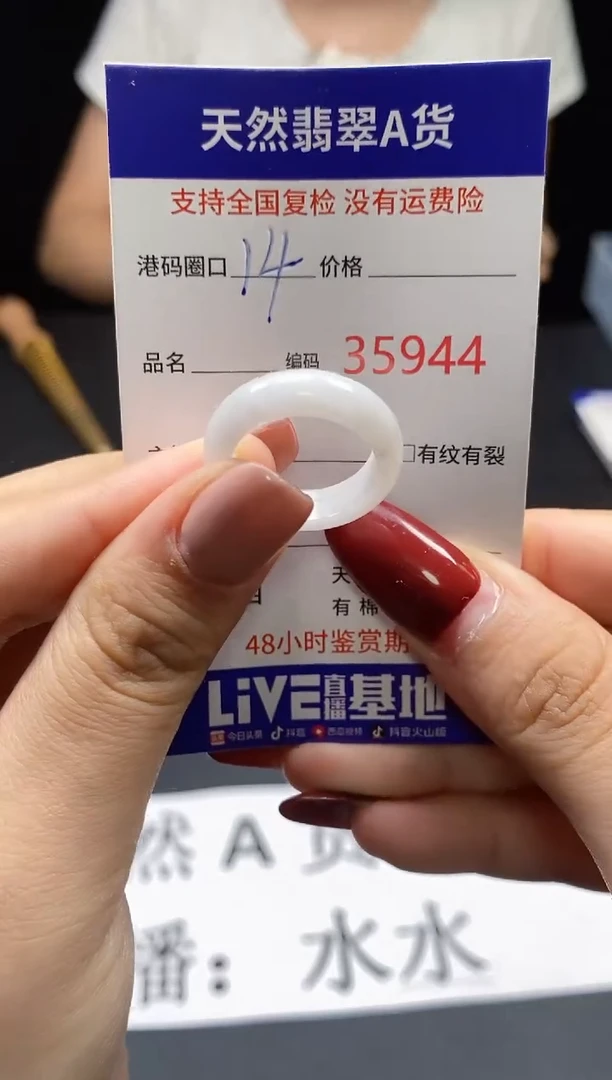 天然翡翠A货
支持全国复检 没有运费险
港码圈口 14 价格
品名 编码 35944
□有纹有裂
天
有 棉
48小时鉴赏期
LiVE直播基地
今日头条 抖音 西瓜视频 抖音火山版
然 A 货
播：水水